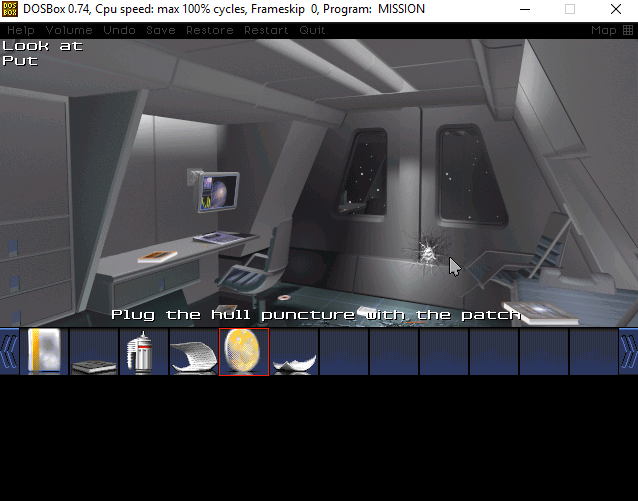 DOSBox 0.74, Cpu speed: max 100% cycles, Frameskip 0, Program: MISSION
Help Volume Undo Save Restore Restart Quit Map
Look at
Put
Plug the hull puncture with the patch